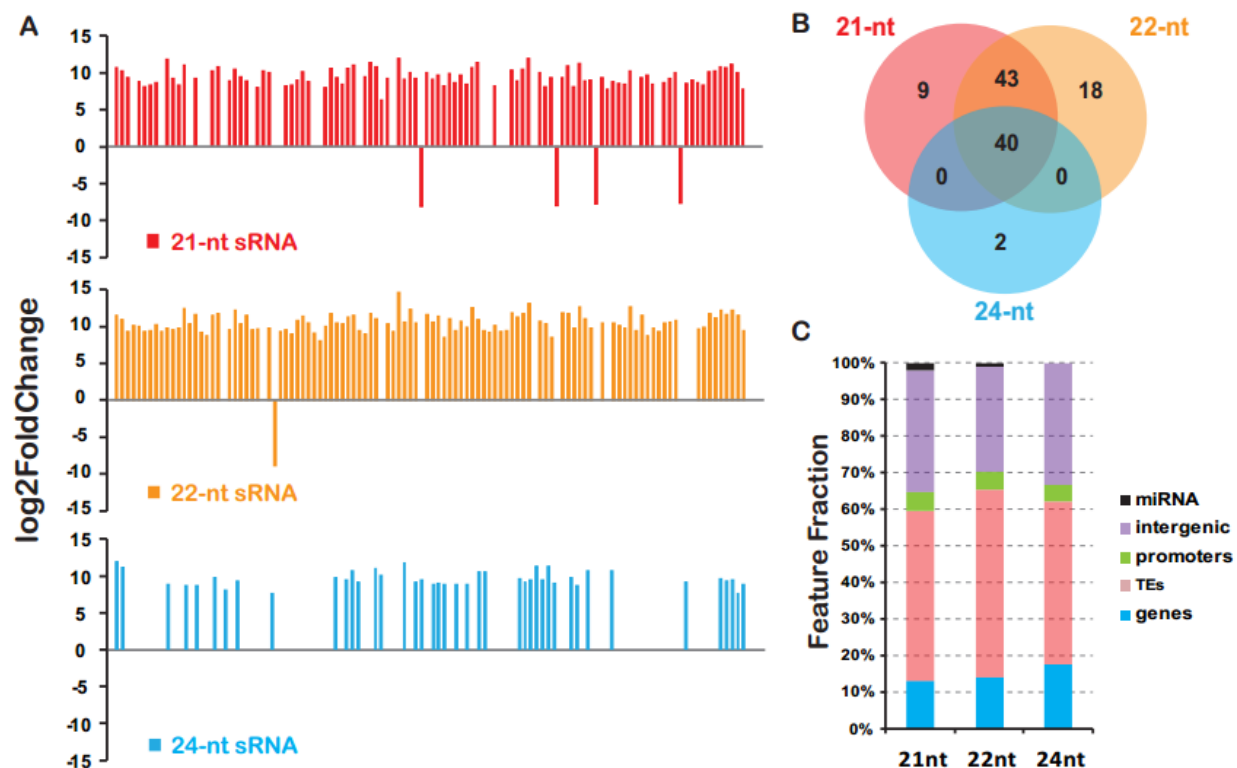 A
log2FoldChange
15
10
5
0
-5
-10
-15
21-nt sRNA
15
10
5
0
-5
-10
-15
22-nt sRNA
15
10
5
0
-5
-10
-15
24-nt sRNA
B
21-nt
22-nt
9
43
18
40
0
0
2
24-nt
C
Feature Fraction
100%
90%
80%
70%
60%
50%
40%
30%
20%
10%
0%
21nt 22nt 24nt
miRNA
intergenic
promoters
TEs
genes